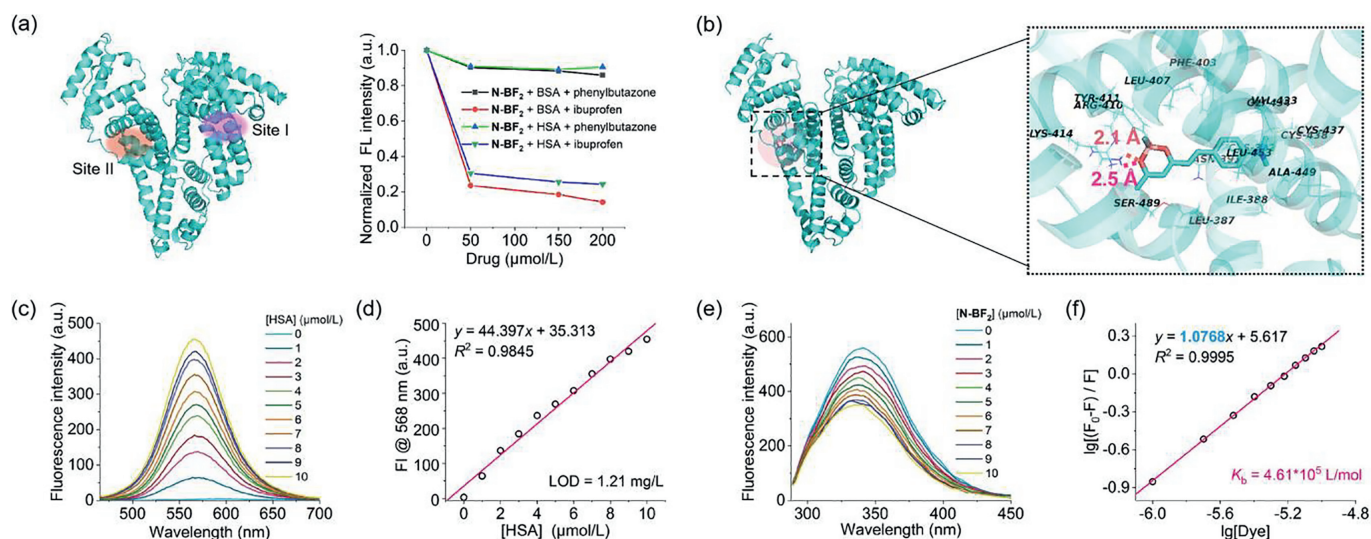 (a)
Site I
Site II
Normalized FL intensity (a.u.)
1.0
0.8
0.6
0.4
0.2
0.0
N-BF2 + BSA + phenylbutazone
N-BF2 + BSA + ibuprofen
N-BF2 + HSA + phenylbutazone
N-BF2 + HSA + ibuprofen
0 50 100 150 200
Drug (μmol/L)
(b)
PHE-403
LEU-407
TYR-411
ARG-410
VAL-433
LYS-414
CYS-437
CYS-438
2.1 Å
LEU-453
2.5 Å
ALA-449
SER-489
ILE-388
LEU-387
(c)
Fluorescence intensity (a.u.)
500
400
300
200
100
0
[HSA] (μmol/L)
0
1
2
3
4
5
6
7
8
9
10
500 550 600 650 700
Wavelength (nm)
(d)
FI @ 568 nm (a.u.)
500
400
300
200
100
0
y = 44.397x + 35.313
R² = 0.9845
LOD = 1.21 mg/L
0 2 4 6 8 10
[HSA] (μmol/L)
(e)
Fluorescence intensity (a.u.)
600
400
200
0
[N-BF2] (μmol/L)
0
1
2
3
4
5
6
7
8
9
10
300 350 400 450
Wavelength (nm)
(f)
lg[(F0-F) / F]
0.3
0.0
-0.3
-0.6
-0.9
y = 1.0768x + 5.617
R² = 0.9995
Kb = 4.61*10⁵ L/mol
-6.0 -5.6 -5.2 -4.8
lg[Dye]